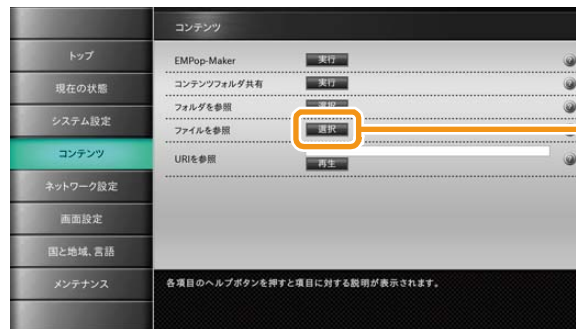 コンテンツ
トップ
現在の状態
システム設定
コンテンツ
ネットワーク設定
画面設定
国と地域、言語
メンテナンス
EMPop-Maker 実行
コンテンツフォルダ共有 実行
フォルダを参照 選択
ファイルを参照 選択
URIを参照
再生
各項目のヘルプボタンを押すと項目に対する説明が表示されます。